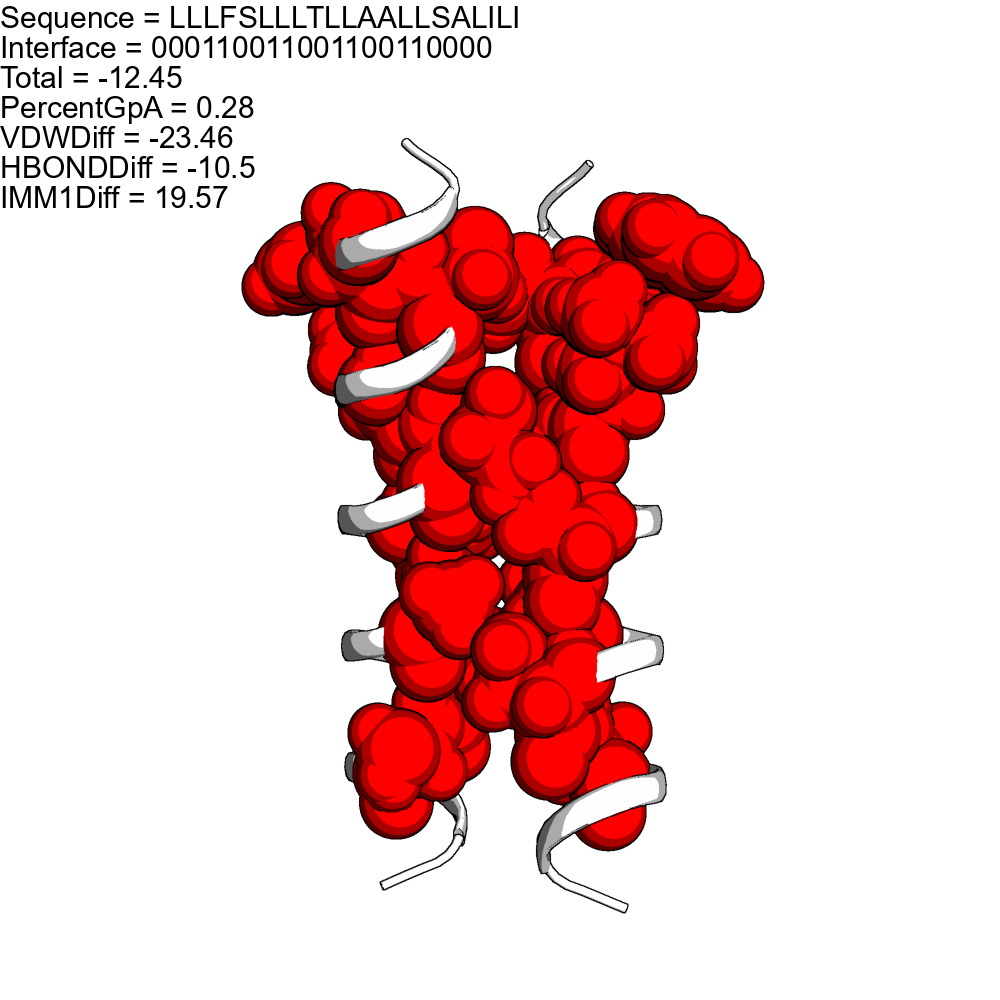 Sequence = LLLFSLLLTLLAALLSALILI
Interface = 000110011001100110000
Total = -12.45
PercentGpA = 0.28
VDWDiff = -23.46
HBONDDiff = -10.5
IMM1Diff = 19.57